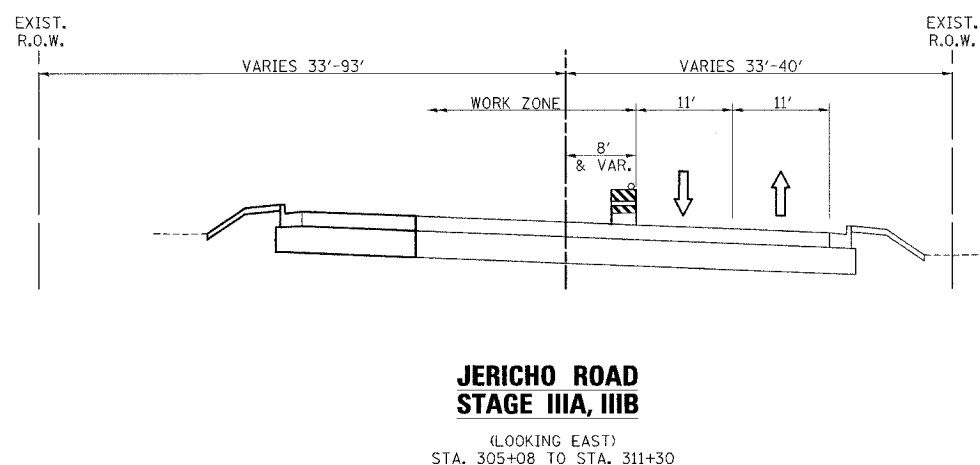 EXIST.
R.O.W.
EXIST.
R.O.W.
VARIES 33'-93'
VARIES 33'-40'
WORK ZONE
11'
11'
8'
& VAR.
JERICHO ROAD
STAGE IIIA, IIIB
(LOOKING EAST)
STA. 305+08 TO STA. 311+30